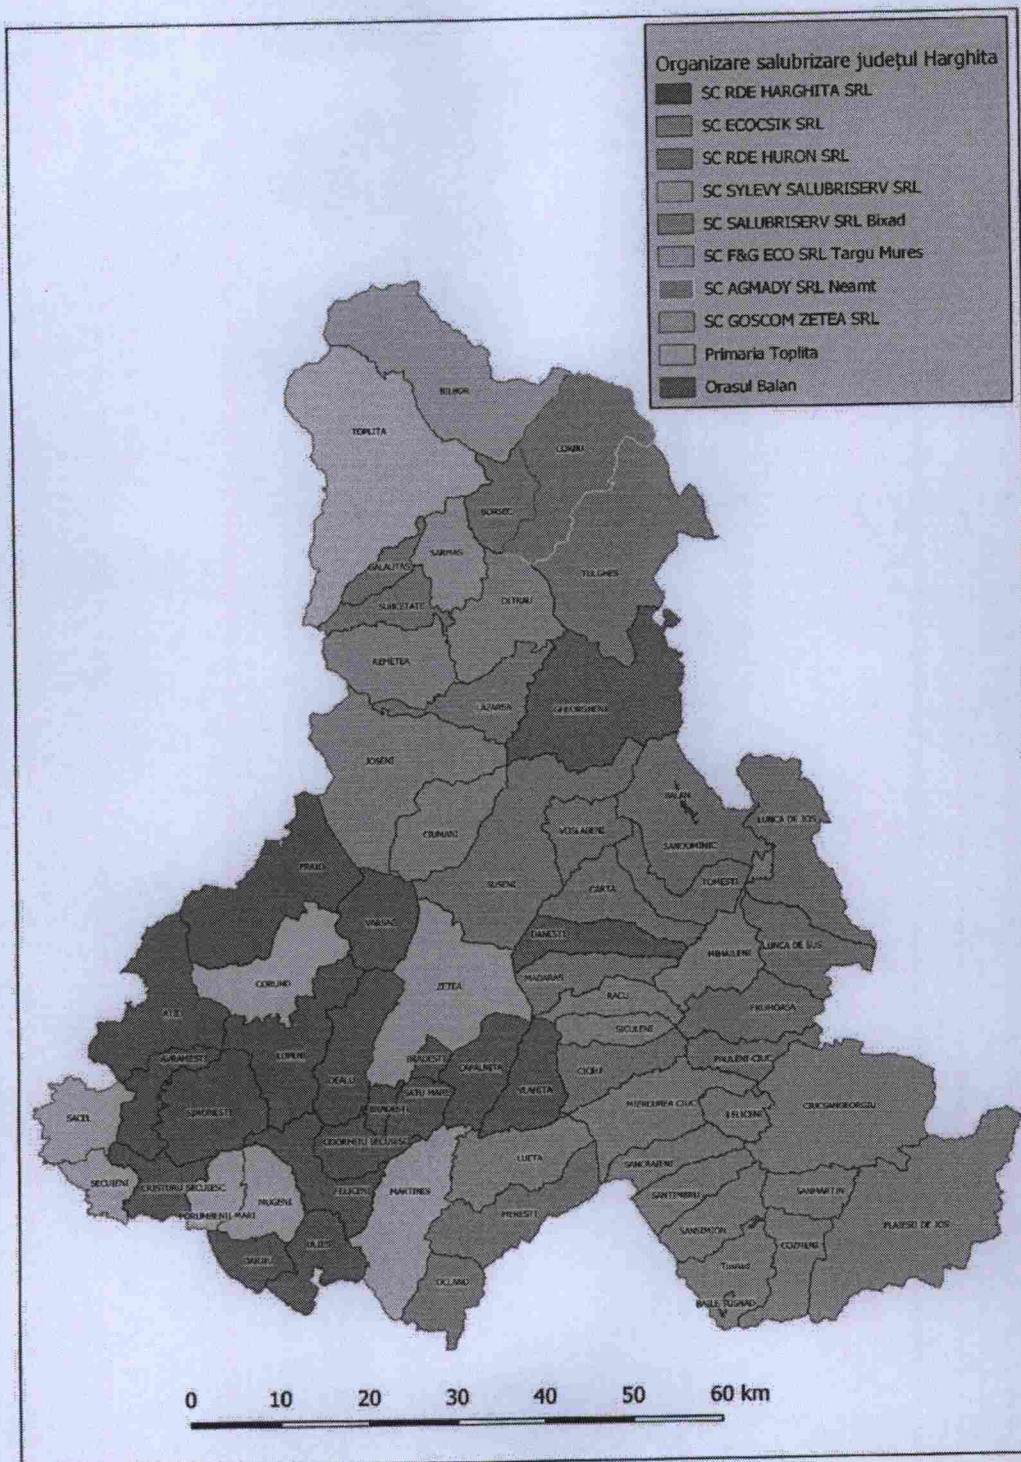 Organizare salubrizare județul Harghita
SC RDE HARGHITA SRL
SC ECOCSIK SRL
SC RDE HURON SRL
SC SYLEVY SALUBRISERV SRL
SC SALUBRISERV SRL Bixad
SC F&G ECO SRL Targu Mures
SC AGMADY SRL Neamt
SC GOSCOM ZETEA SRL
Primaria Toplita
Orasul Balan
BILBOR
TOPLITA
CORBU
BORSEC
SARMAS
GALAUTAS
TULGHES
DITRAU
SUBCETATE
REMETEA
LAZAREA
GHEORGHENI
JOSENI
BALAN
LUNCA DE JOS
CIUMANI
VOSLABENI
SANDOMINIC
PRAID
SUSENI
CARTA
TOMESTI
VARSAG
DANESTI
LUNCA DE SUS
MIHAILENI
MADARAS
CORUND
ZETEA
RACU
FRUMOASA
ATID
SICULENI
AVRAMESTI
LUPENI
BRADESTI
CAPALNITA
PAULENI-CIUC
DEALU
CICEU
SATU MARE
VLAHITA
SACEL
SIMONESTI
BRADESTI
MIERCUREA CIUC
LELICENI
CIUCSANGEORGIU
ODORHEIU SECUIESC
LUETA
SANCRAIENI
SECUIENI
CRISTURU SECUIESC
MUGENI
FELICENI
MARTINIS
SANTIMBRU
SANMARTIN
PORUMBENII MARI
MERESTI
SANSIMION
PLAIESII DE JOS
ULIES
COZMENI
DARJIU
OCLAND
Tusnad
BAILE TUSNAD
0 10 20 30 40 50 60 km